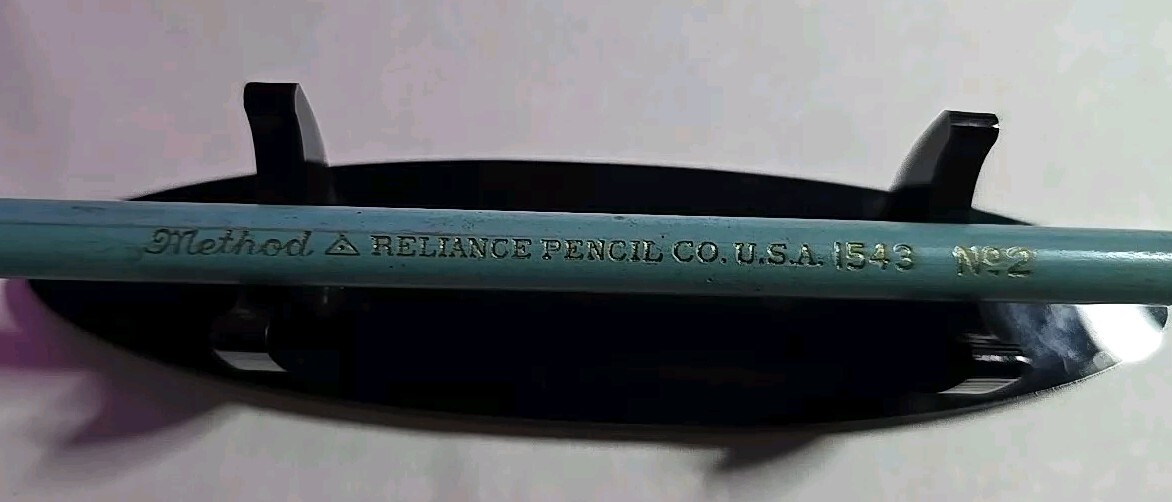 Method RELIANCE PENCIL CO. U.S.A. 1543 Nº2